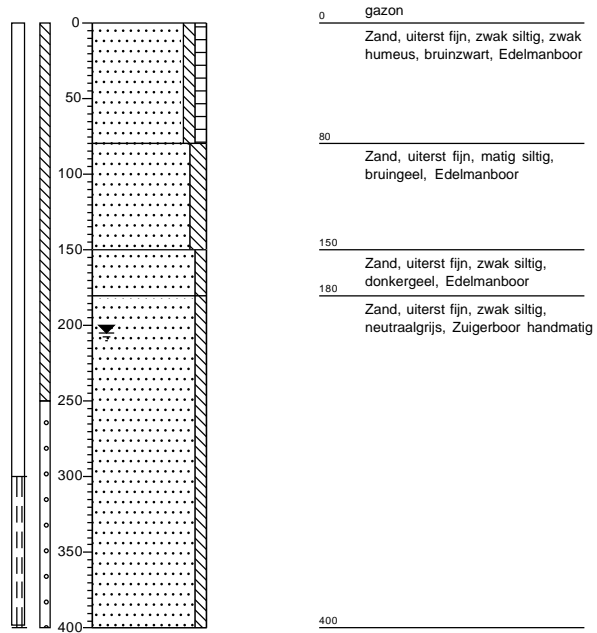 0
50
100
150
200
250
300
350
400
0
gazon
Zand, uiterst fijn, zwak siltig, zwak
humeus, bruinzwart, Edelmanboor
80
Zand, uiterst fijn, matig siltig,
bruingeel, Edelmanboor
150
Zand, uiterst fijn, zwak siltig,
donkergeel, Edelmanboor
180
Zand, uiterst fijn, zwak siltig,
neutraalgrijs, Zuigerboor handmatig
400